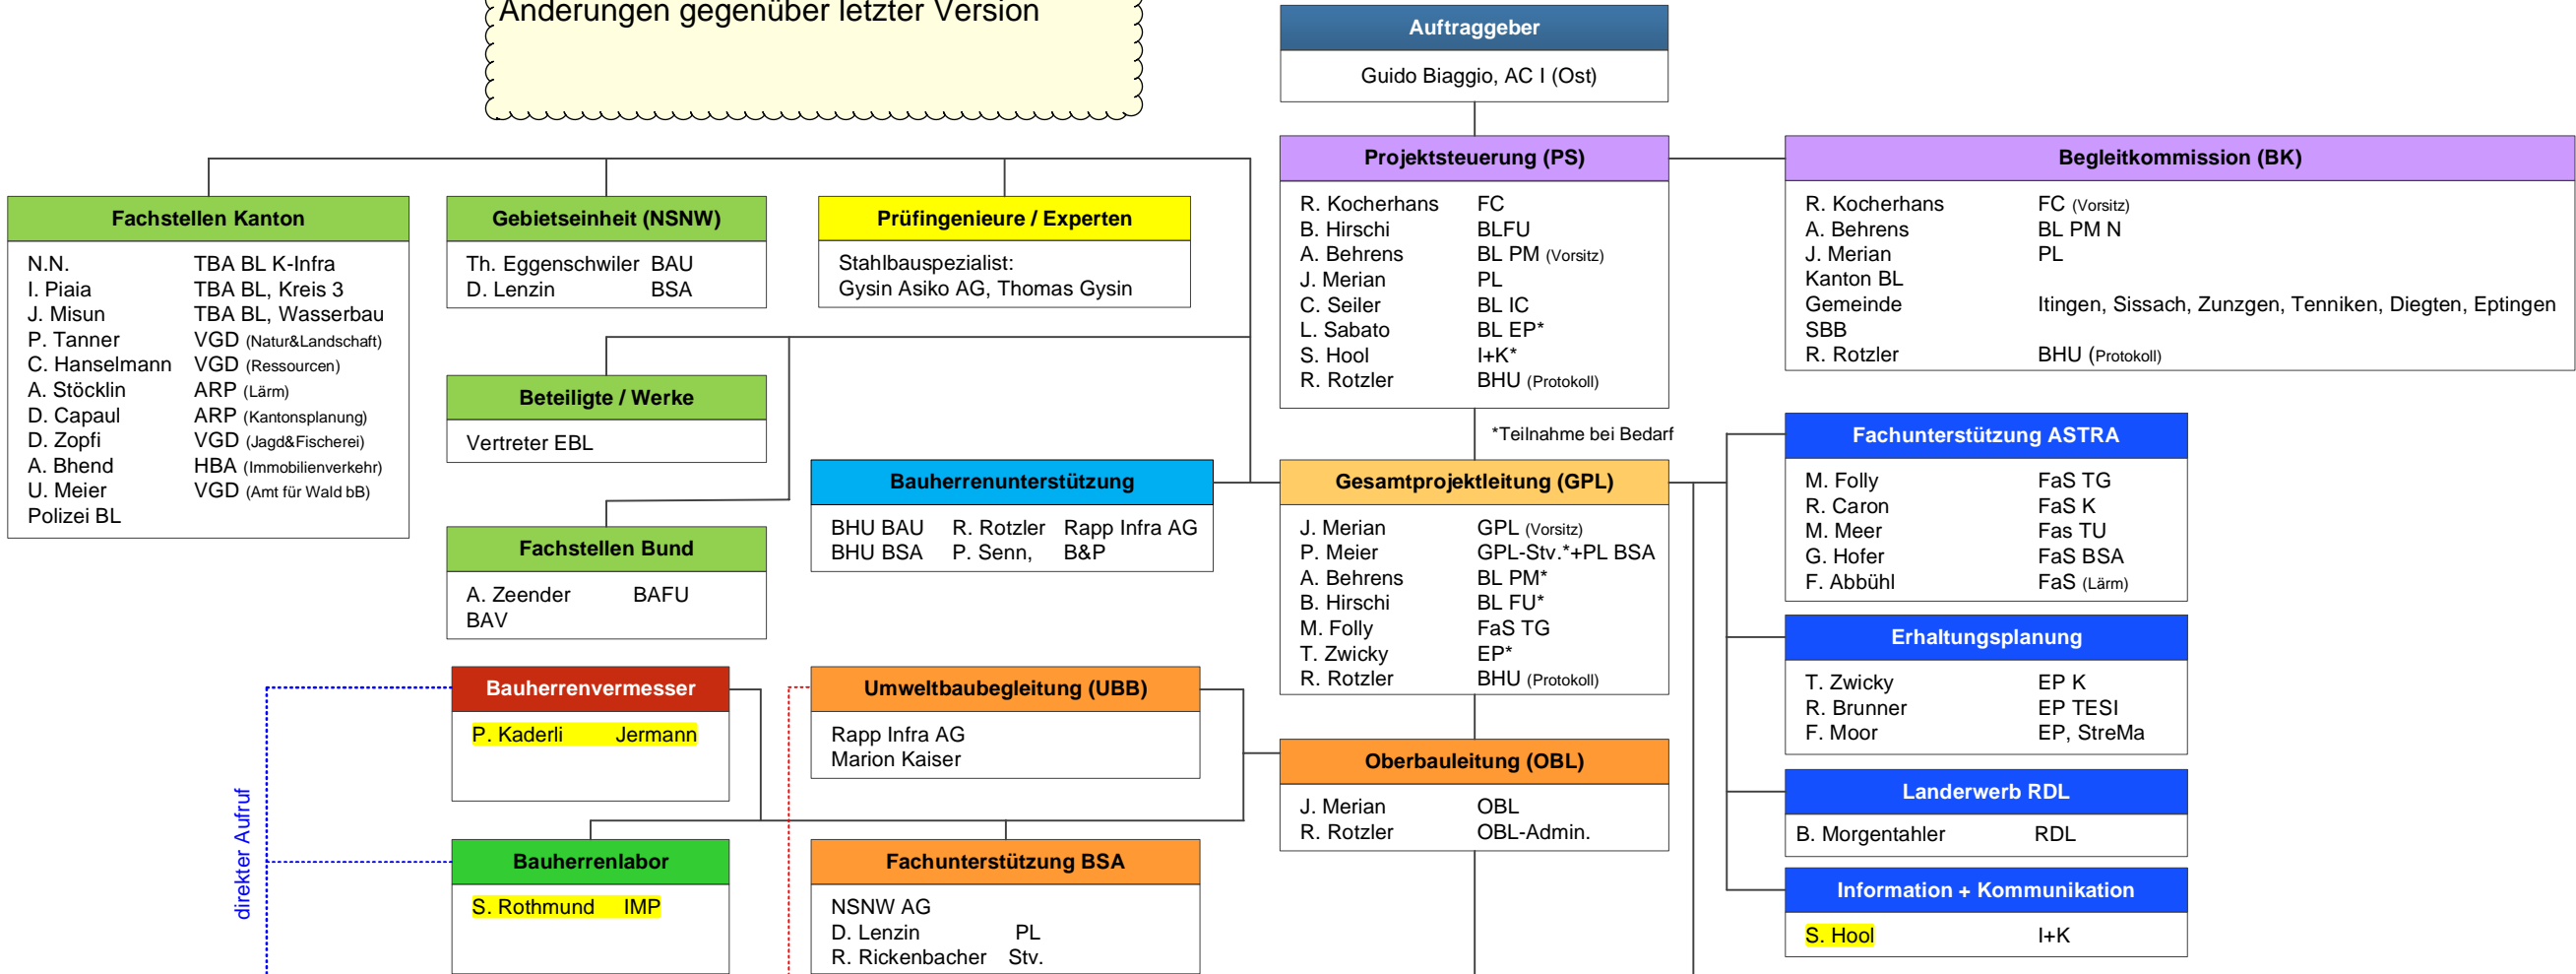 Änderungen gegenüber letzter Version
Auftraggeber
Guido Biaggio, AC I (Ost)
Projektsteuerung (PS)
R. Kocherhans FC
B. Hirschi BLFU
A. Behrens BL PM (Vorsitz)
J. Merian PL
C. Seiler BL IC
L. Sabato BL EP*
S. Hool I+K*
R. Rotzler BHU (Protokoll)
*Teilnahme bei Bedarf
Begleitkommission (BK)
R. Kocherhans FC (Vorsitz)
A. Behrens BL PM N
J. Merian PL
Kanton BL
Gemeinde Itingen, Sissach, Zunzgen, Tenniken, Diegten, Eptingen
SBB
R. Rotzler BHU (Protokoll)
Fachstellen Kanton
N.N. TBA BL K-Infra
I. Piaia TBA BL, Kreis 3
J. Misun TBA BL, Wasserbau
P. Tanner VGD (Natur&Landschaft)
C. Hanselmann VGD (Ressourcen)
A. Stöcklin ARP (Lärm)
D. Capaul ARP (Kantonsplanung)
D. Zopfi VGD (Jagd&Fischerei)
A. Bhend HBA (Immobilienverkehr)
U. Meier VGD (Amt für Wald bB)
Polizei BL
Gebietseinheit (NSNW)
Th. Eggenschwiler BAU
D. Lenzin BSA
Prüfingenieure / Experten
Stahlbauspezialist:
Gysin Asiko AG, Thomas Gysin
Beteiligte / Werke
Vertreter EBL
Bauherrenunterstützung
BHU BAU R. Rotzler Rapp Infra AG
BHU BSA P. Senn, B&P
Fachstellen Bund
A. Zeender BAFU
BAV
Gesamtprojektleitung (GPL)
J. Merian GPL (Vorsitz)
P. Meier GPL-Stv.*+PL BSA
A. Behrens BL PM*
B. Hirschi BL FU*
M. Folly FaS TG
T. Zwicky EP*
R. Rotzler BHU (Protokoll)
Fachunterstützung ASTRA
M. Folly FaS TG
R. Caron FaS K
M. Meer Fas TU
G. Hofer FaS BSA
F. Abbühl FaS (Lärm)
Erhaltungsplanung
T. Zwicky EP K
R. Brunner EP TESI
F. Moor EP, StreMa
Landerwerb RDL
B. Morgentahler RDL
Information + Kommunikation
S. Hool I+K
Bauherrenvermesser
P. Kaderli Jermann
Umweltbaubegleitung (UBB)
Rapp Infra AG
Marion Kaiser
Oberbauleitung (OBL)
J. Merian OBL
R. Rotzler OBL-Admin.
direkter Aufruf
Bauherrenlabor
S. Rothmund IMP
Fachunterstützung BSA
NSNW AG
D. Lenzin PL
R. Rickenbacher Stv.